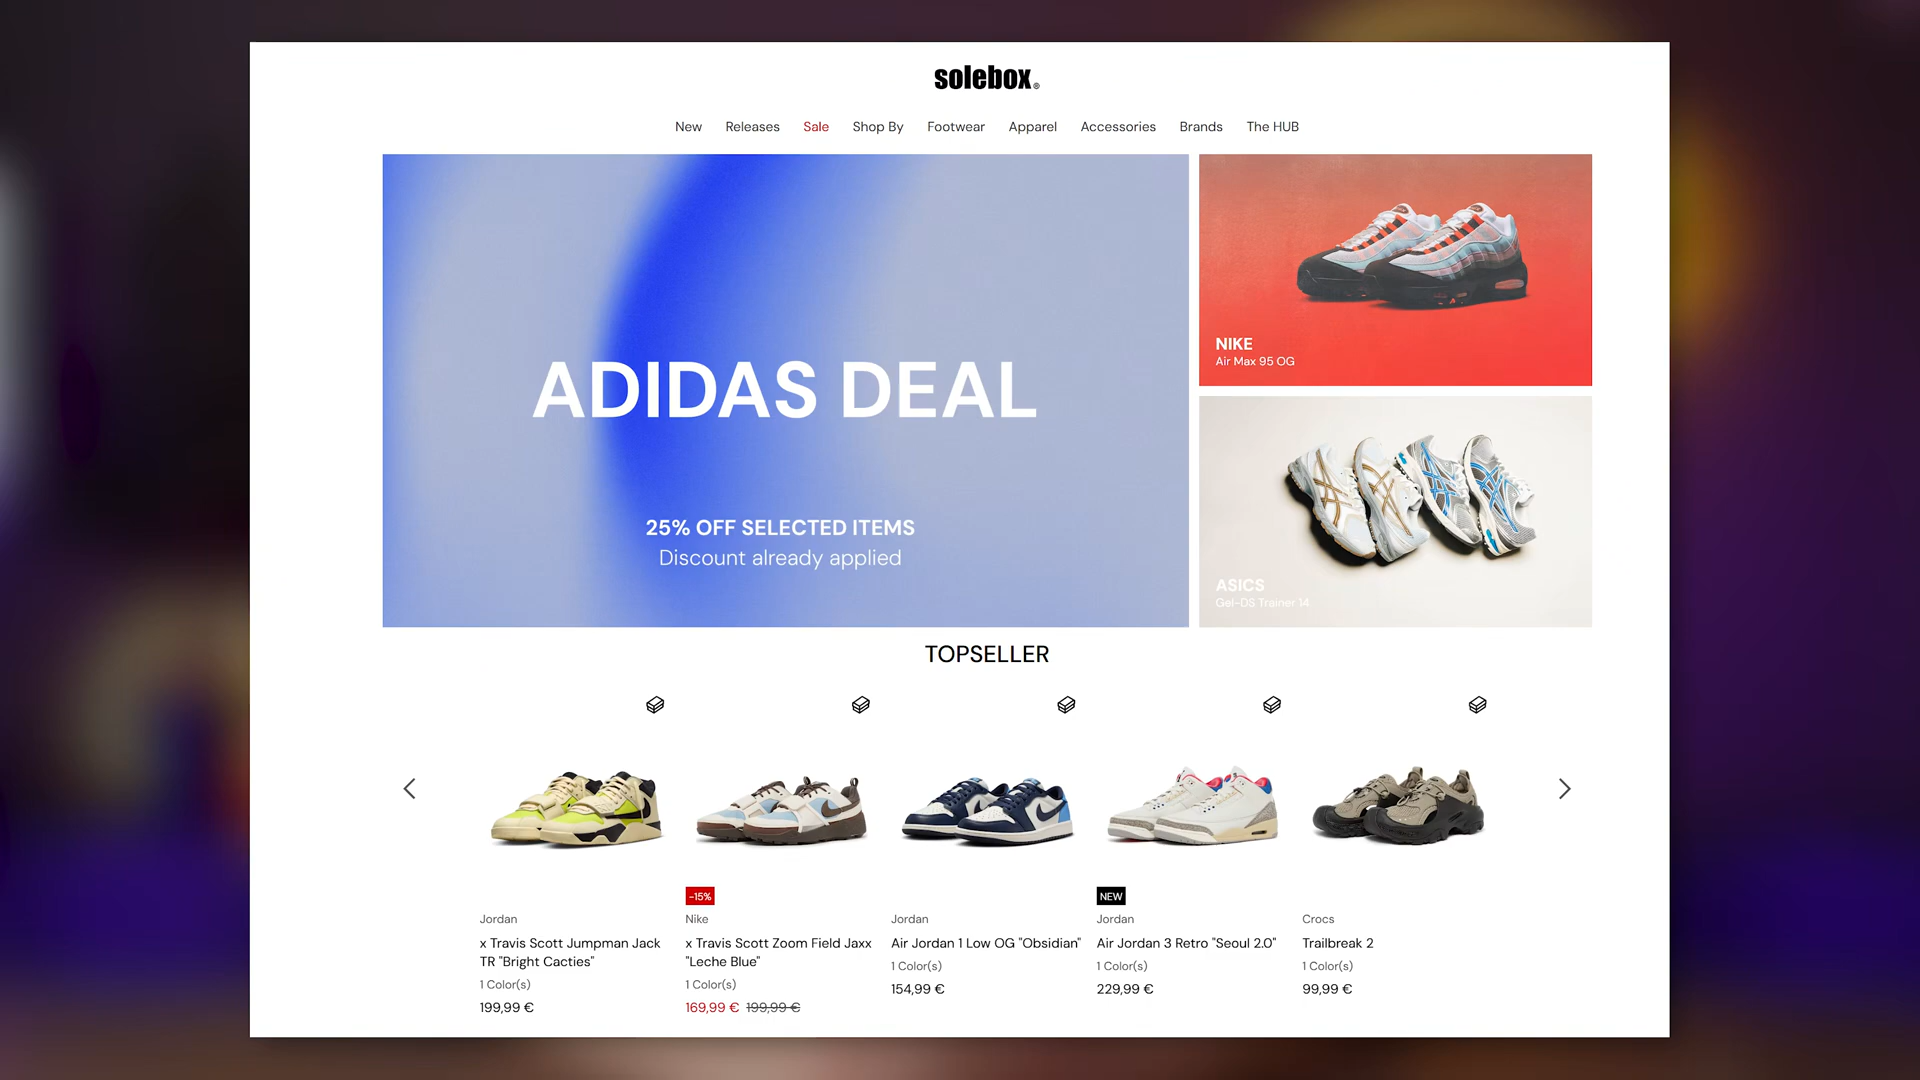 solebox®
New Releases Sale Shop By Footwear Apparel Accessories Brands The HUB
ADIDAS DEAL
25% OFF SELECTED ITEMS
Discount already applied
NIKE
Air Max 95 OG
ASICS
Gel-DS Trainer 14
TOPSELLER
Jordan
x Travis Scott Jumpman Jack
TR "Bright Cacties"
1 Color(s)
199,99 €
-15%
Nike
x Travis Scott Zoom Field Jaxx
"Leche Blue"
1 Color(s)
169,99 € 199,99 €
Jordan
Air Jordan 1 Low OG "Obsidian"
1 Color(s)
154,99 €
NEW
Jordan
Air Jordan 3 Retro "Seoul 2.0"
1 Color(s)
229,99 €
Crocs
Trailbreak 2
1 Color(s)
99,99 €